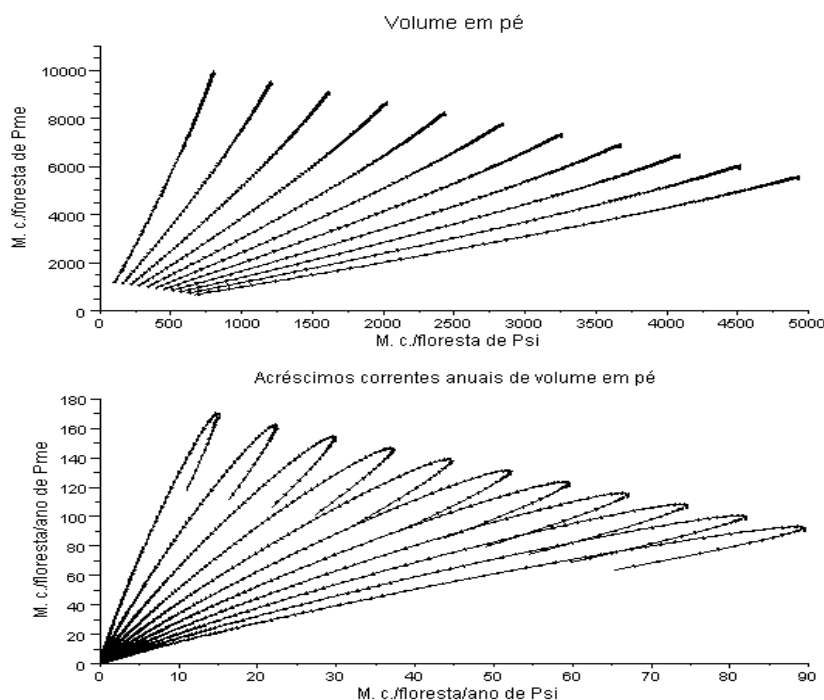 Volume em pé
M. c./floresta de Pme
10000
8000
6000
4000
2000
0
0 500 1000 1500 2000 2500 3000 3500 4000 4500 5000
M. c./floresta de Psi
Acréscimos correntes anuais de volume em pé
M. c./floresta/ano de Pme
180
160
140
120
100
80
60
40
20
0
0 10 20 30 40 50 60 70 80 90
M. c./floresta/ano de Psi